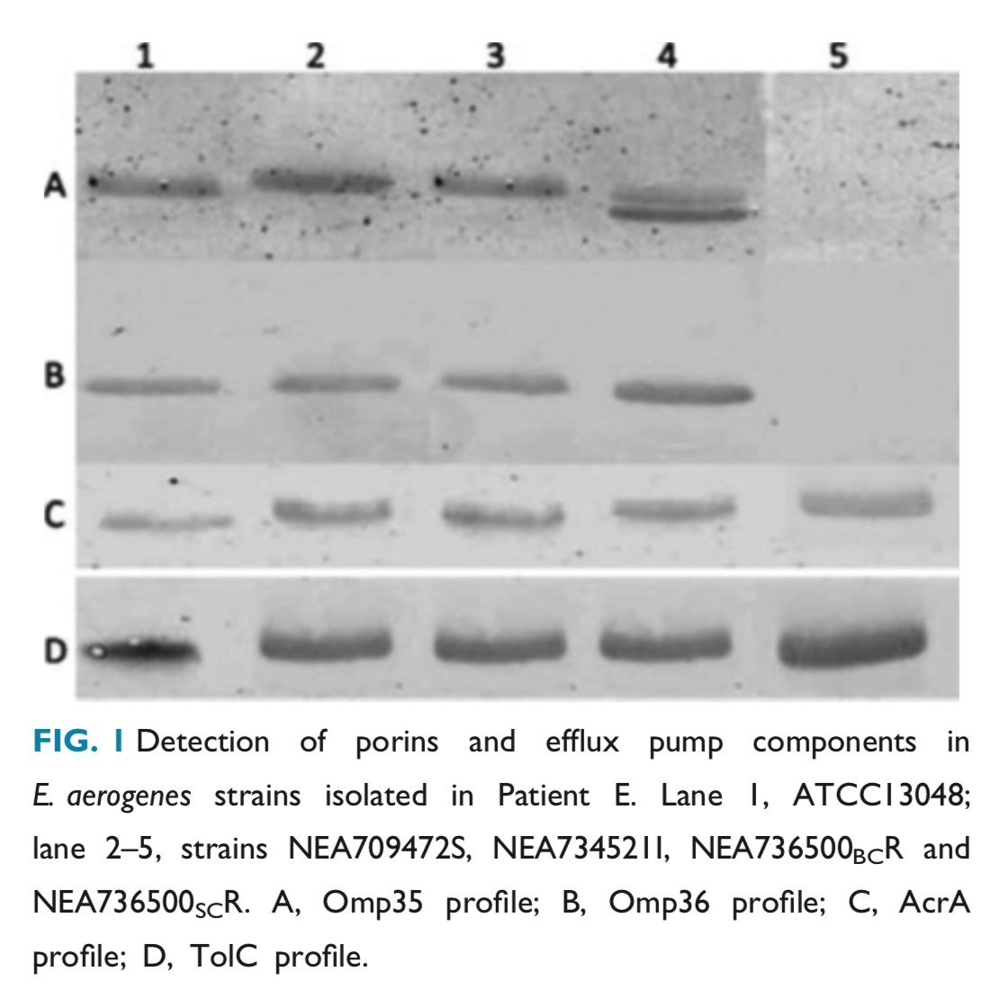 1 2 3 4 5
A
B
C
D
FIG. 1 Detection of porins and efflux pump components in
E. aerogenes strains isolated in Patient E. Lane 1, ATCC13048;
lane 2–5, strains NEA709472S, NEA734521I, NEA736500BCR and
NEA736500SCR. A, Omp35 profile; B, Omp36 profile; C, AcrA
profile; D, TolC profile.